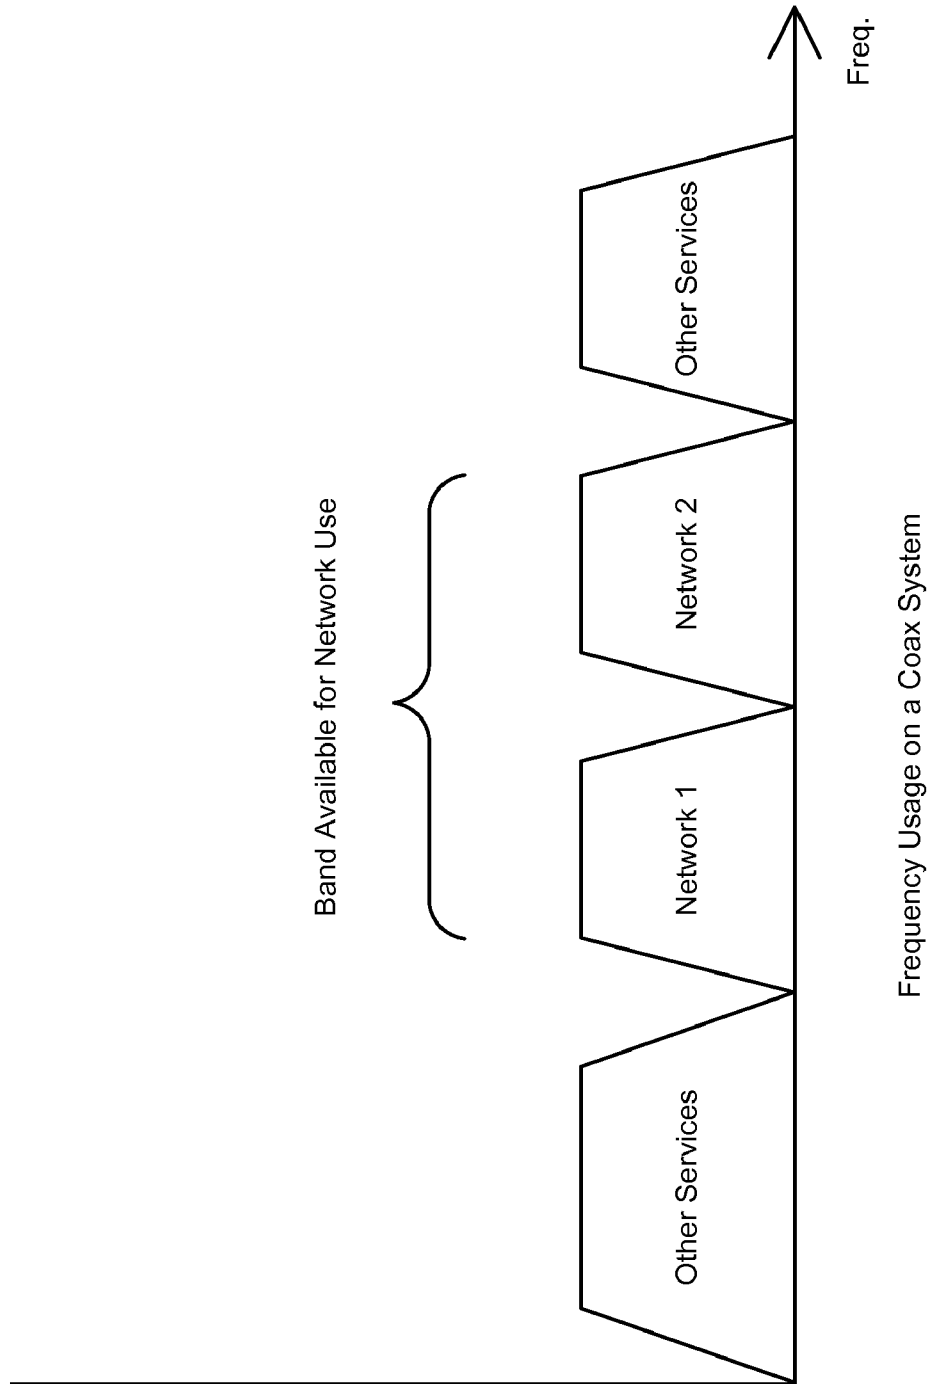 Band Available for Network Use
Other Services
Network 1
Network 2
Other Services
Freq.
Frequency Usage on a Coax System